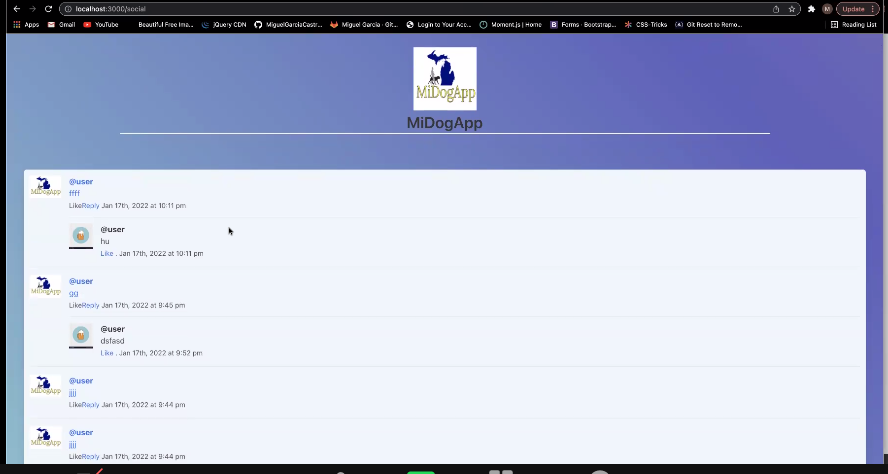 localhost:3000/social
Update
Apps Gmail YouTube Beautiful Free Ima... jQuery CDN MiguelGarciaCastr... Miguel Garcia · Git... Login to Your Acc... Moment.js | Home Forms · Bootstrap... CSS-Tricks Git Reset to Remo... Reading List
MiDogApp
MiDogApp
MiDogApp
@user
ffff
LikeReply Jan 17th, 2022 at 10:11 pm
@user
hu
Like . Jan 17th, 2022 at 10:11 pm
MiDogApp
@user
gg
LikeReply Jan 17th, 2022 at 9:45 pm
@user
dsfasd
Like . Jan 17th, 2022 at 9:52 pm
MiDogApp
@user
jjjj
LikeReply Jan 17th, 2022 at 9:44 pm
MiDogApp
@user
jjjj
LikeReply Jan 17th, 2022 at 9:44 pm